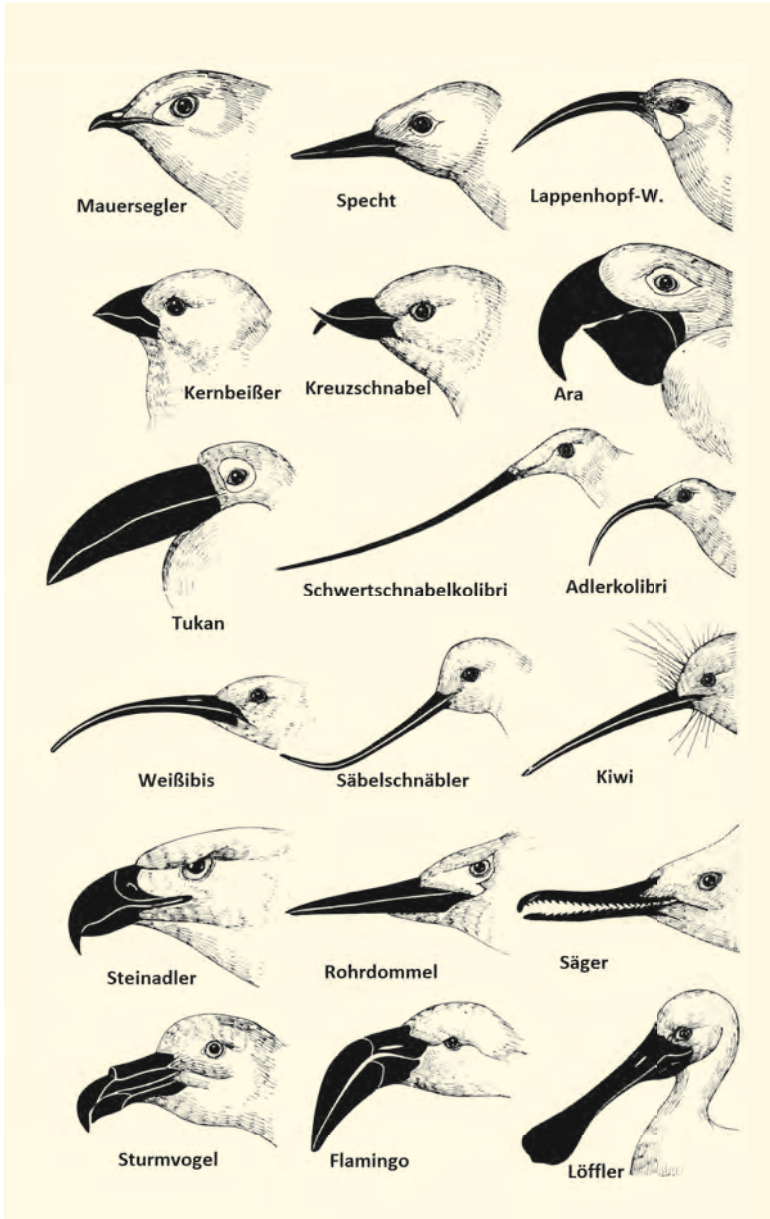 Mauersegler
Specht
Lappenhopf-W.
Kernbeißer
Kreuzschnabel
Ara
Tukan
Schwertschnabelkolibri
Adlerkolibri
Weißibis
Säbelschnäbler
Kiwi
Steinadler
Rohrdommel
Säger
Sturmvogel
Flamingo
Löffler